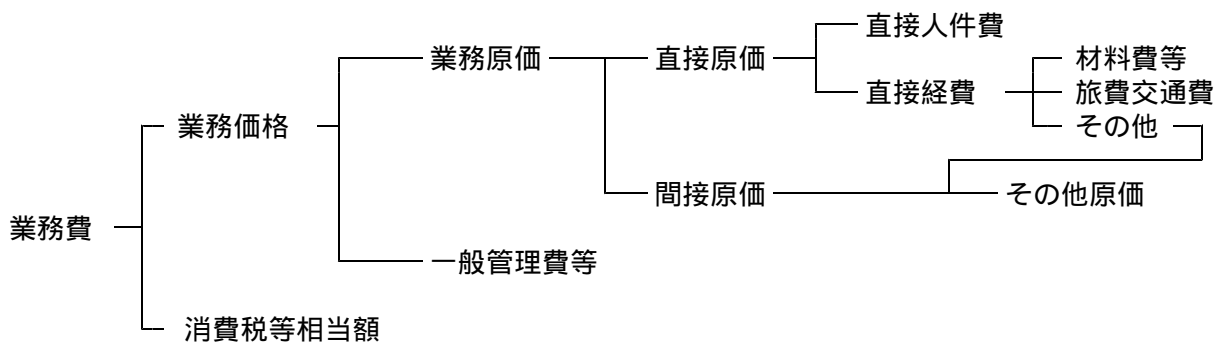 直接人件費
業務原価
直接原価
材料費等
直接経費
旅費交通費
業務価格
その他
間接原価
その他原価
業務費
一般管理費等
消費税等相当額